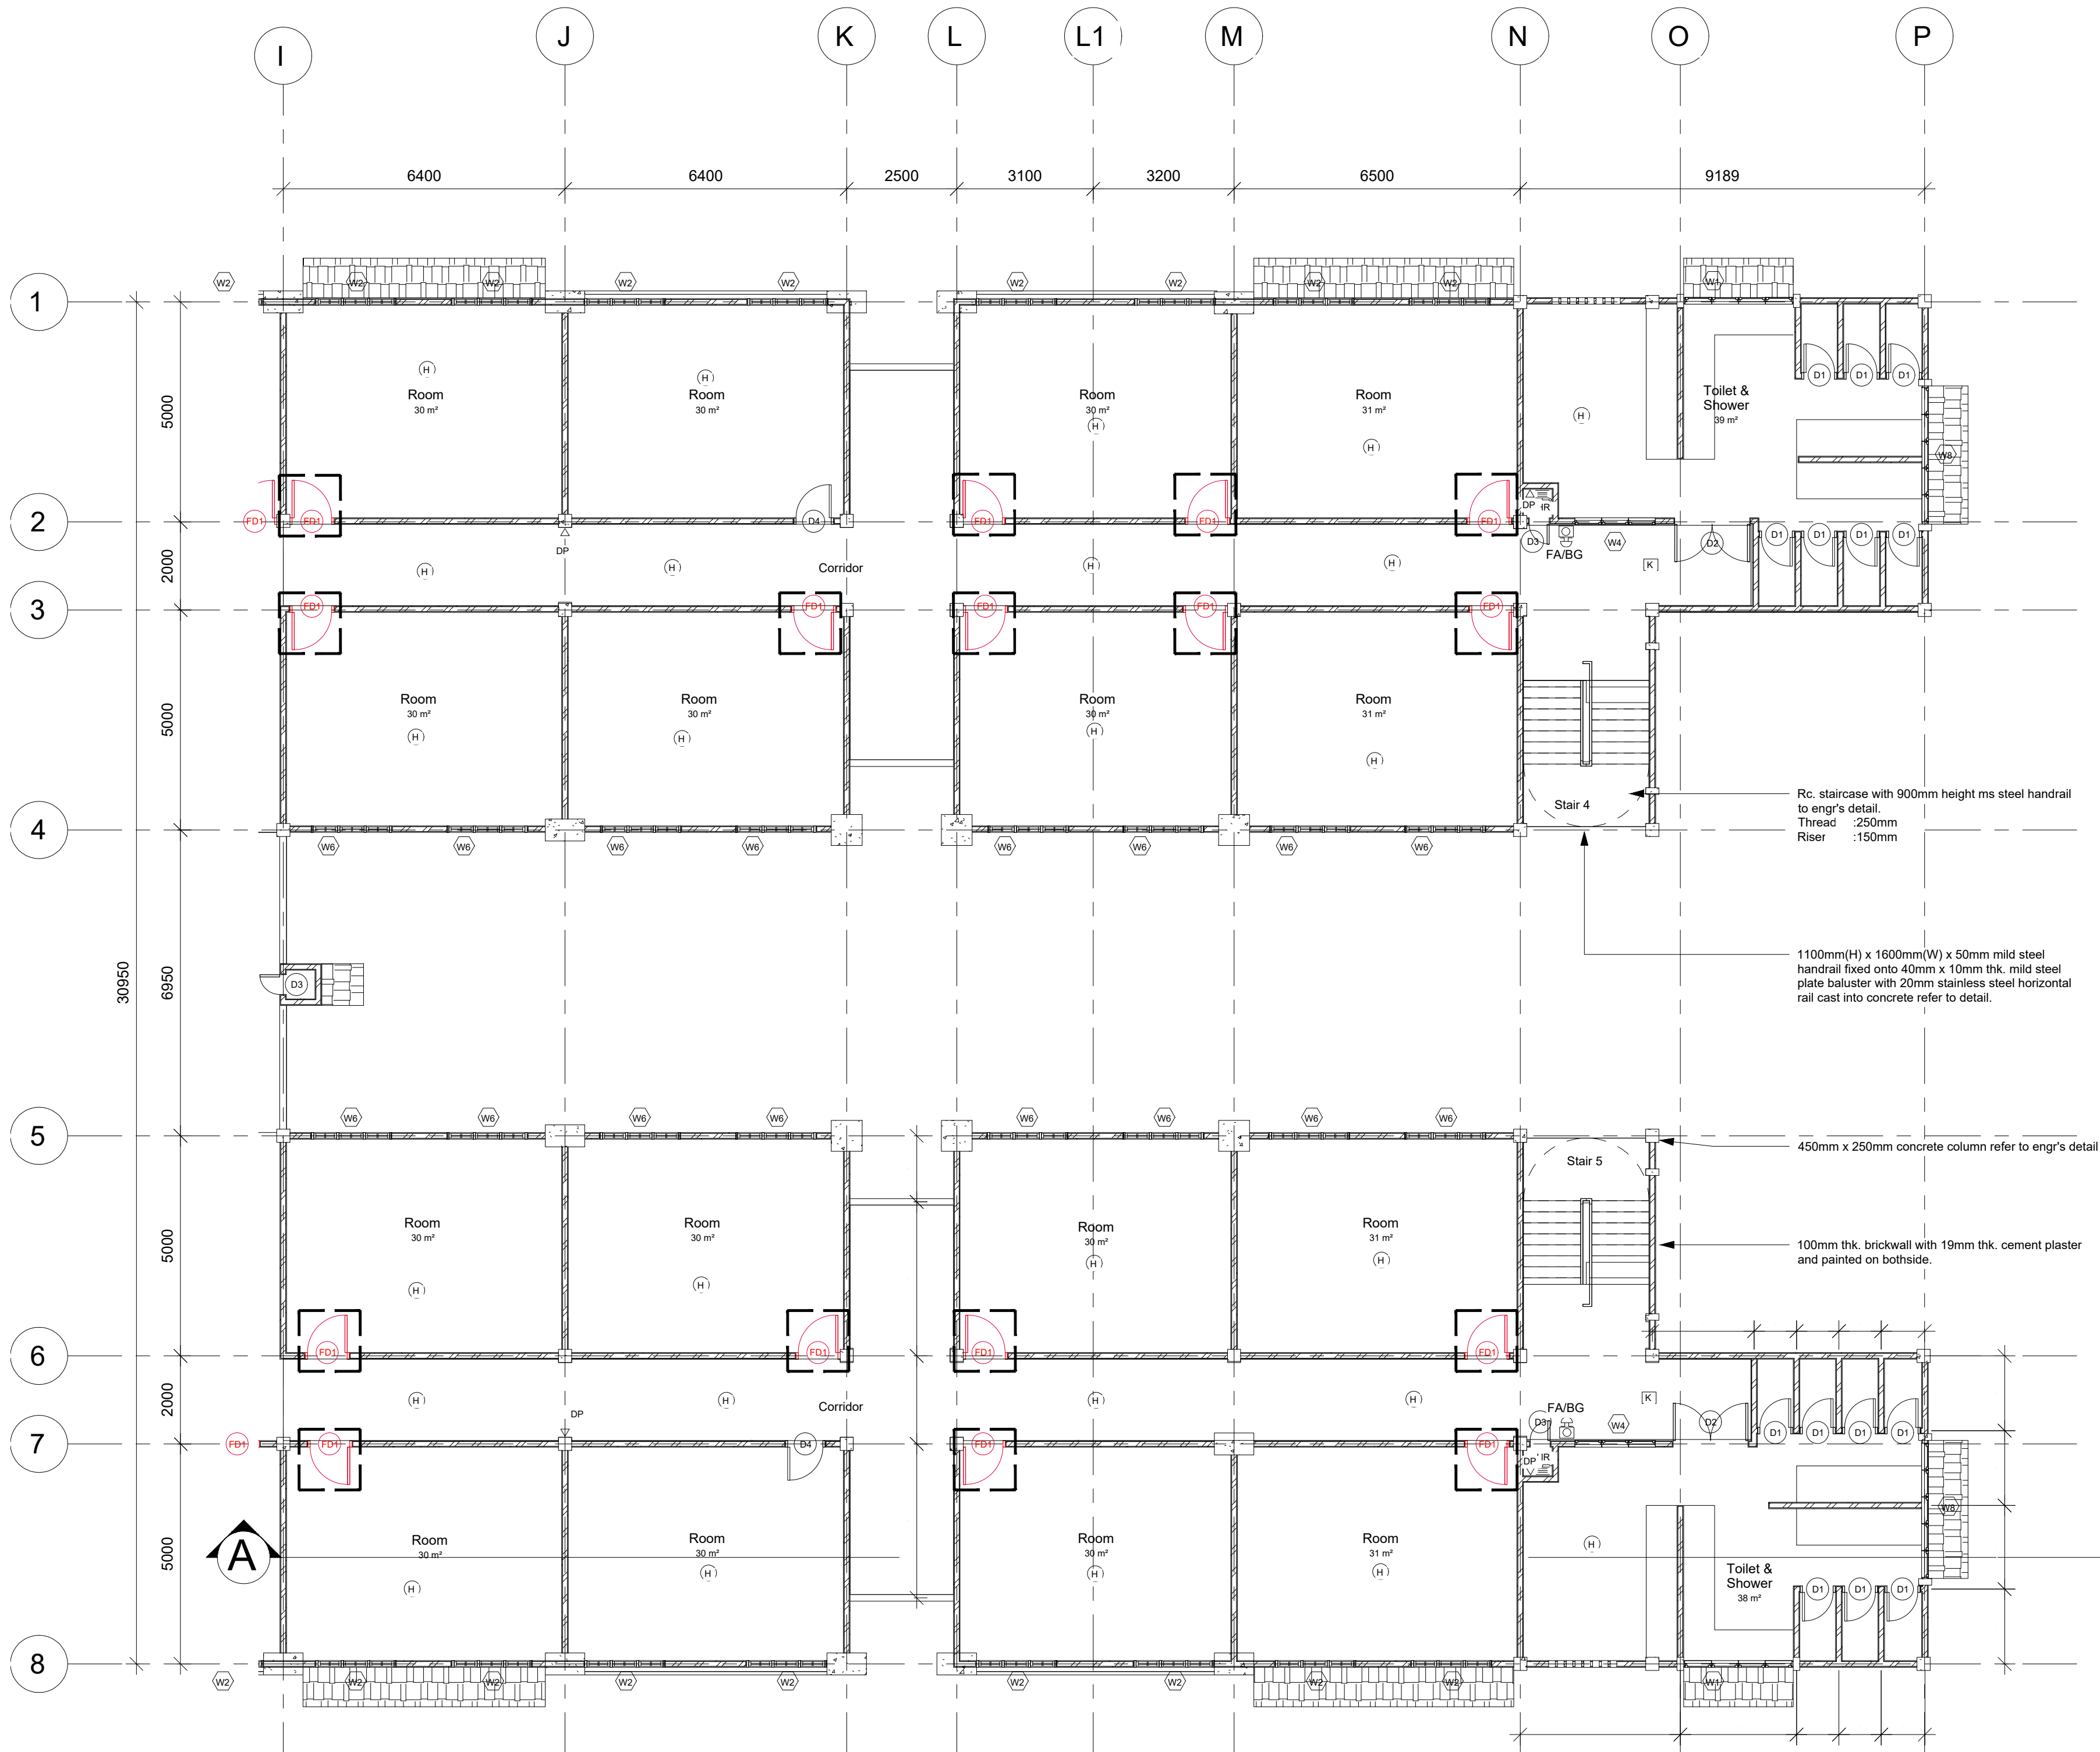 I J K L L1 M N O P
6400 6400 2500 3100 3200 6500 9189
W2 W2 W2 W2 W2 W2 W2 W2 W2 W1
1
H H
Room Room Room Room Toilet &
30 m² 30 m² 30 m² 31 m² Shower
39 m²
D1 D1 D1
5000
H H H
W8
DP HR
2
FD1 FD1 D4 FD1 FD1 FD1
D3 W4 D2 D1 D1 D1 D1
DP FA/BG
2000
H H Corridor H H K
3
FD1 FD1 FD1 FD1 FD1
Room Room Room Room
30 m² 30 m² 30 m² 31 m²
5000
H H H H
Stair 4
Rc. staircase with 900mm height ms steel handrail
to engr's detail.
Thread :250mm
Riser :150mm
4
W6 W6 W6 W6 W6 W6 W6 W6
30950
6950
D3
1100mm(H) x 1600mm(W) x 50mm mild steel
handrail fixed onto 40mm x 10mm thk. mild steel
plate baluster with 20mm stainless steel horizontal
rail cast into concrete refer to detail.
W6 W6 W6 W6 W6 W6 W6 W6
5
450mm x 250mm concrete column refer to engr's detail
Stair 5
Room Room Room Room
30 m² 30 m² 30 m² 31 m²
5000
100mm thk. brickwall with 19mm thk. cement plaster
and painted on bothside.
H H H H
6
FD1 FD1 FD1 FD1
2000
H H H H K
DP Corridor FA/BG
7
FD1 FD1 D4 FD1 FD1 D3 W4 D2 D1 D1 D1 D1
DP HR
W8
A
5000
Room Room Room Room
30 m² 30 m² 30 m² 31 m²
H H H H H
Toilet &
Shower
38 m²
D1 D1 D1
8
W2 W2 W2 W2 W2 W2 W2 W2 W2 W1